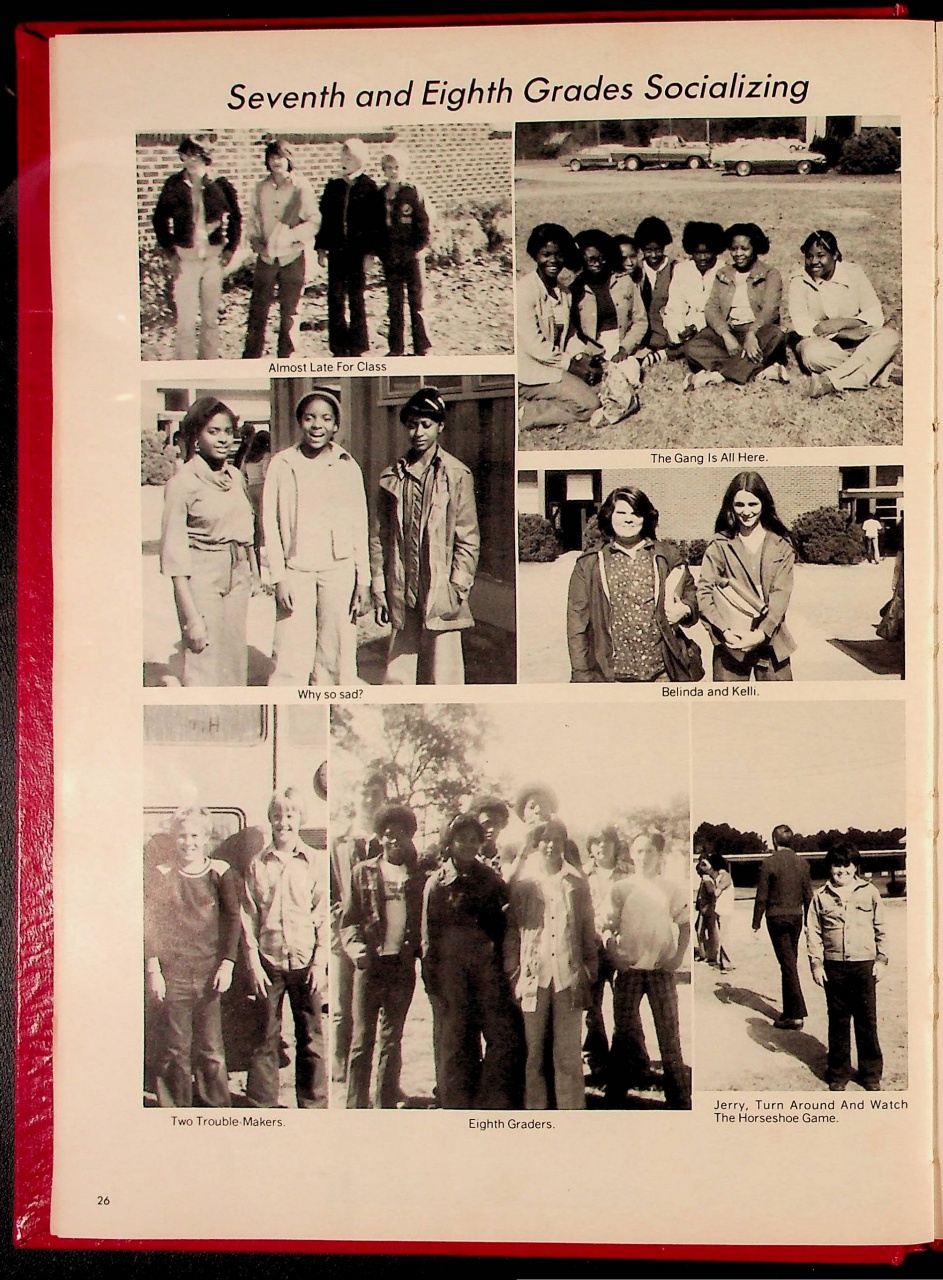 Seventh and Eighth Grades Socializing
Almost Late For Class
The Gang Is All Here.
Why so sad?
Belinda and Kelli.
Two Trouble-Makers.
Eighth Graders.
Jerry, Turn Around And Watch
The Horseshoe Game.
26